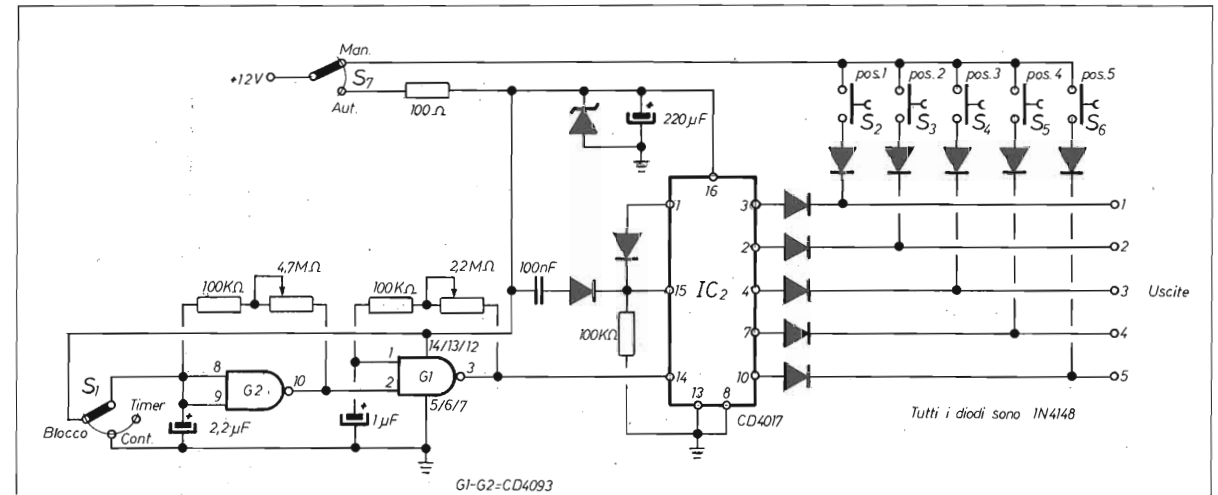 Man.
+12V
S7
Aut.
100Ω
220µF
pos.1
pos.2
pos.3
pos.4
pos.5
S2
S3
S4
S5
S6
16
1
3
1
2
2
100nF
15
IC2
4
3
Uscite
100KΩ
4,7MΩ
100KΩ
2,2MΩ
100KΩ
7
4
14/13/12
8
G2
10
1
G1
3
9
2
5/6/7
14
10
5
13
8
CD4017
S1
Timer
Blocco
Cont.
2,2µF
1µF
Tutti i diodi sono 1N4148
G1-G2=CD4093